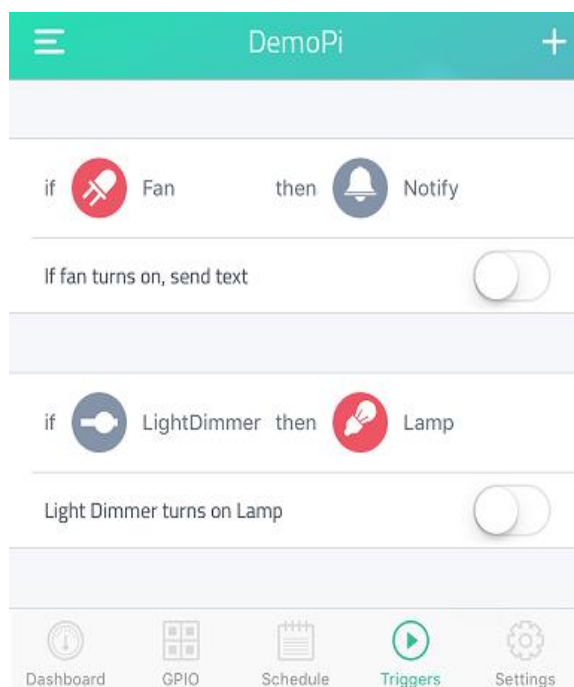 DemoPi
if Fan then Notify
If fan turns on, send text
if LightDimmer then Lamp
Light Dimmer turns on Lamp
Dashboard GPIO Schedule Triggers Settings